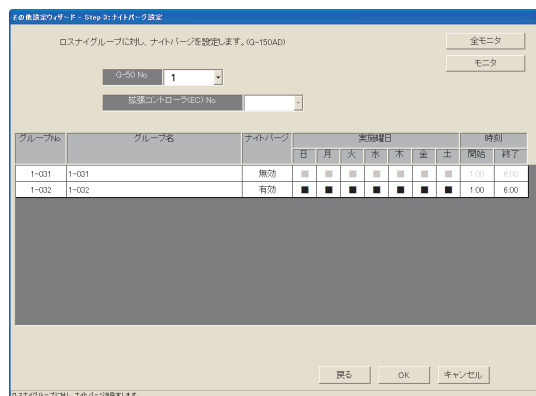 その他設定ウィザード - Step 3:ナイトパージ設定
ロスナイグループに対し、ナイトパージを設定します。(G-150AD)
全モニタ
モニタ
G-50 No. 1
拡張コントローラ(EC) No.
グループNo. グループ名 ナイトパージ 実施曜日 時刻
日 月 火 水 木 金 土 開始 終了
1-031 1-031 無効 1:00 6:00
1-032 1-032 有効 1:00 6:00
戻る OK キャンセル
ロスナイグループに対し、ナイトパージを設定します。